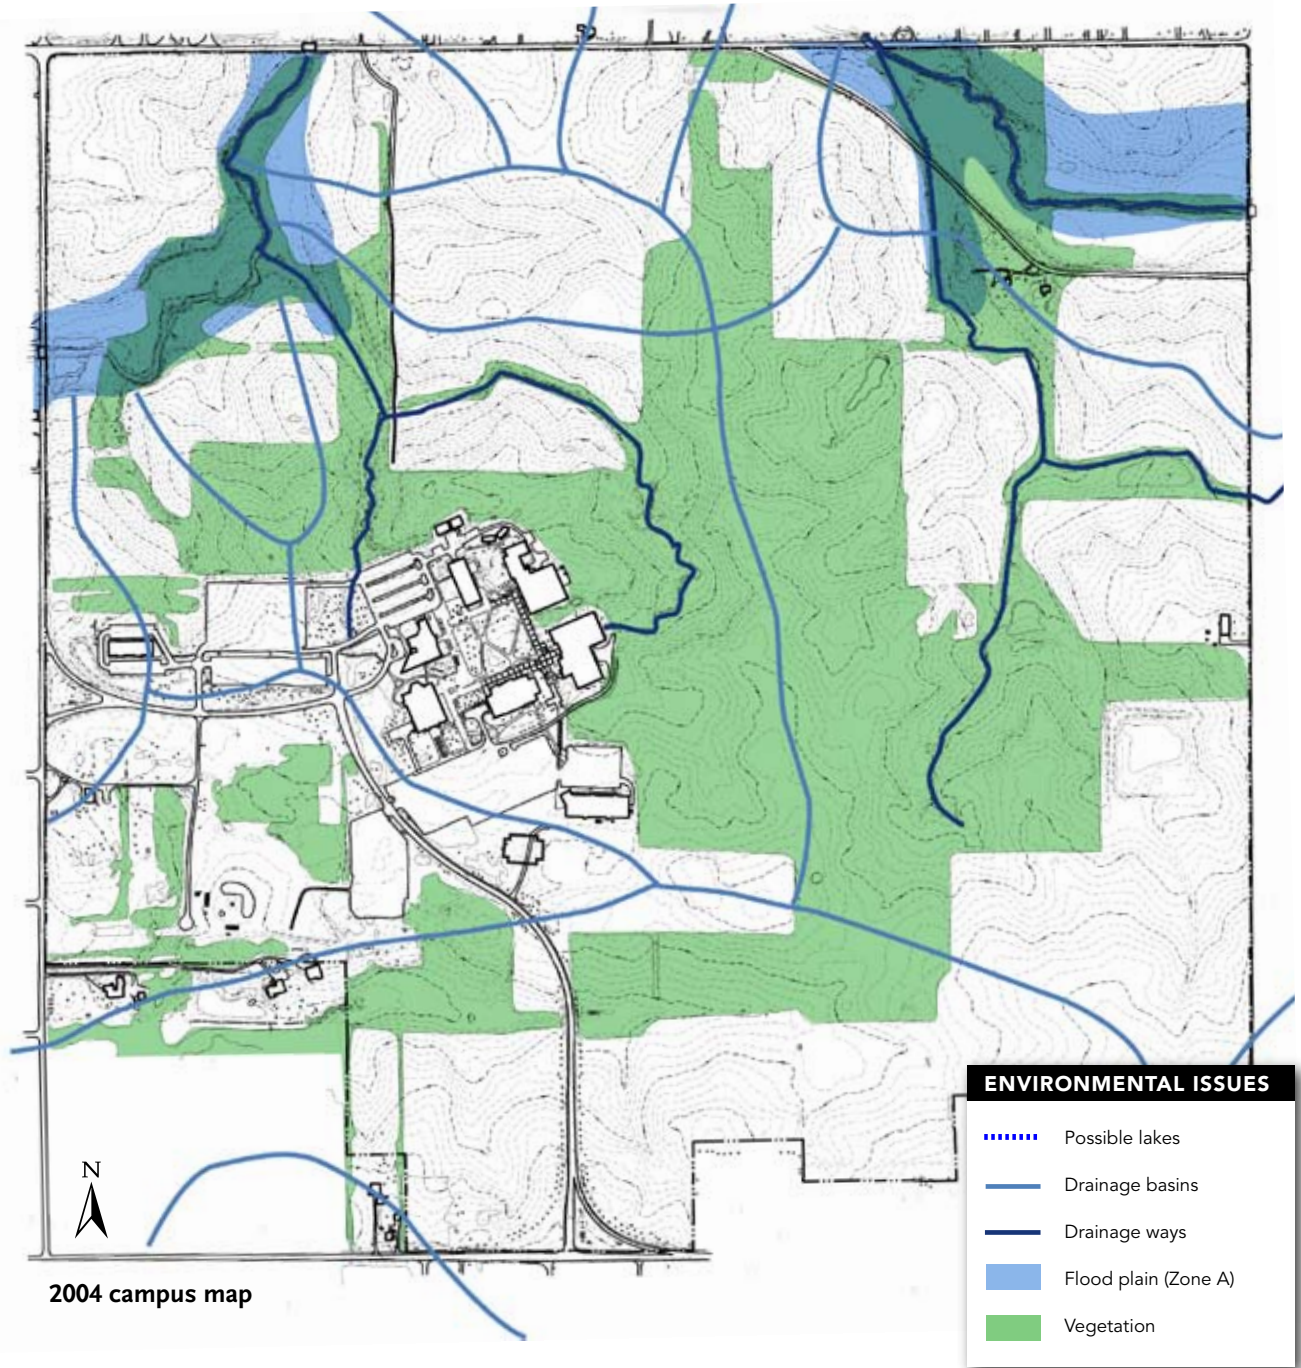 ENVIRONMENTAL ISSUES
Possible lakes
Drainage basins
Drainage ways
Flood plain (Zone A)
Vegetation
N
2004 campus map